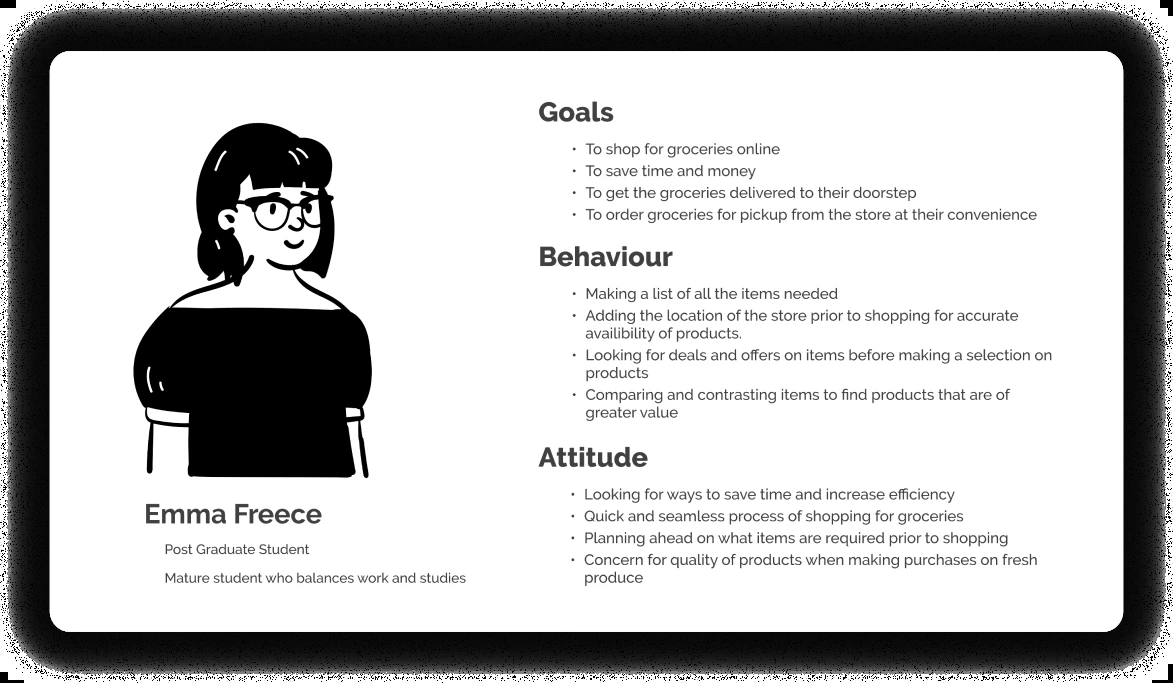 Goals
• To shop for groceries online
• To save time and money
• To get the groceries delivered to their doorstep
• To order groceries for pickup from the store at their convenience
Behaviour
• Making a list of all the items needed
• Adding the location of the store prior to shopping for accurate
availibility of products.
• Looking for deals and offers on items before making a selection on
products
• Comparing and contrasting items to find products that are of
greater value
Attitude
• Looking for ways to save time and increase efficiency
• Quick and seamless process of shopping for groceries
• Planning ahead on what items are required prior to shopping
• Concern for quality of products when making purchases on fresh
produce
Emma Freece
Post Graduate Student
Mature student who balances work and studies